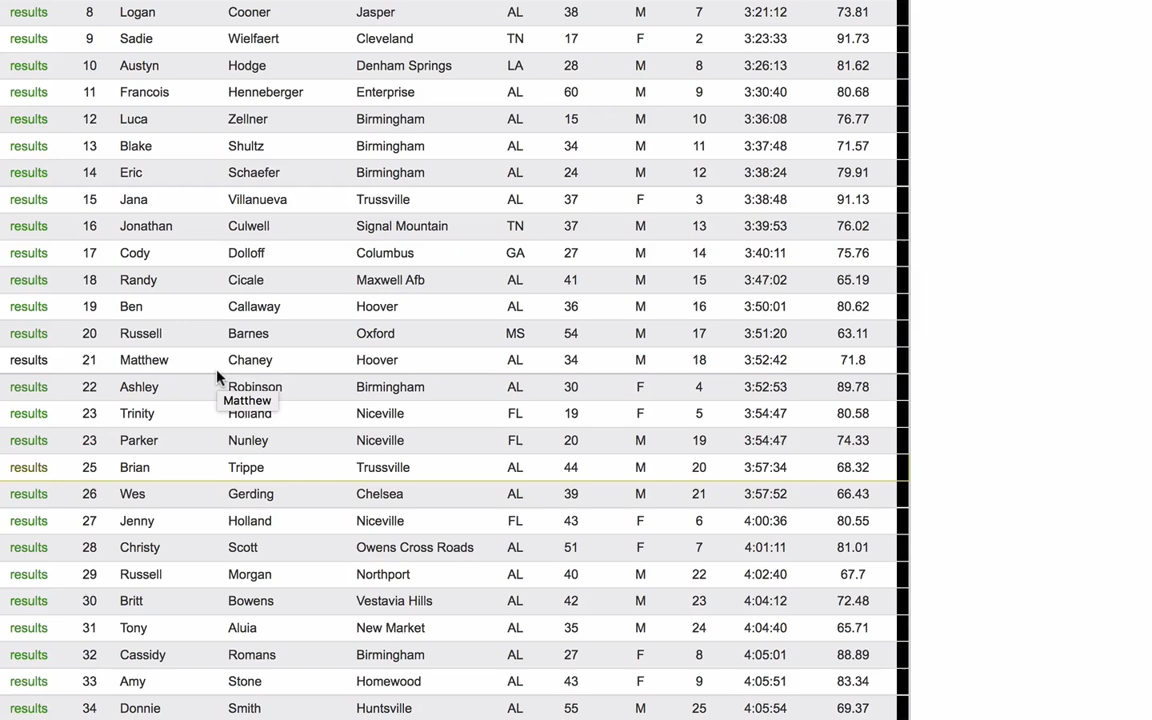 results 8 Logan Cooner Jasper AL 38 M 7 3:21:12 73.81
results 9 Sadie Wielfaert Cleveland TN 17 F 2 3:23:33 91.73
results 10 Austyn Hodge Denham Springs LA 28 M 8 3:26:13 81.62
results 11 Francois Henneberger Enterprise AL 60 M 9 3:30:40 80.68
results 12 Luca Zellner Birmingham AL 15 M 10 3:36:08 76.77
results 13 Blake Shultz Birmingham AL 34 M 11 3:37:48 71.57
results 14 Eric Schaefer Birmingham AL 24 M 12 3:38:24 79.91
results 15 Jana Villanueva Trussville AL 37 F 3 3:38:48 91.13
results 16 Jonathan Culwell Signal Mountain TN 37 M 13 3:39:53 76.02
results 17 Cody Dolloff Columbus GA 27 M 14 3:40:11 75.76
results 18 Randy Cicale Maxwell Afb AL 41 M 15 3:47:02 65.19
results 19 Ben Callaway Hoover AL 36 M 16 3:50:01 80.62
results 20 Russell Barnes Oxford MS 54 M 17 3:51:20 63.11
results 21 Matthew Chaney Hoover AL 34 M 18 3:52:42 71.8
results 22 Ashley Robinson Birmingham AL 30 F 4 3:52:53 89.78
Matthew
results 23 Trinity Holland Niceville FL 19 F 5 3:54:47 80.58
results 23 Parker Nunley Niceville FL 20 M 19 3:54:47 74.33
results 25 Brian Trippe Trussville AL 44 M 20 3:57:34 68.32
results 26 Wes Gerding Chelsea AL 39 M 21 3:57:52 66.43
results 27 Jenny Holland Niceville FL 43 F 6 4:00:36 80.55
results 28 Christy Scott Owens Cross Roads AL 51 F 7 4:01:11 81.01
results 29 Russell Morgan Northport AL 40 M 22 4:02:40 67.7
results 30 Britt Bowens Vestavia Hills AL 42 M 23 4:04:12 72.48
results 31 Tony Aluia New Market AL 35 M 24 4:04:40 65.71
results 32 Cassidy Romans Birmingham AL 27 F 8 4:05:01 88.89
results 33 Amy Stone Homewood AL 43 F 9 4:05:51 83.34
results 34 Donnie Smith Huntsville AL 55 M 25 4:05:54 69.37